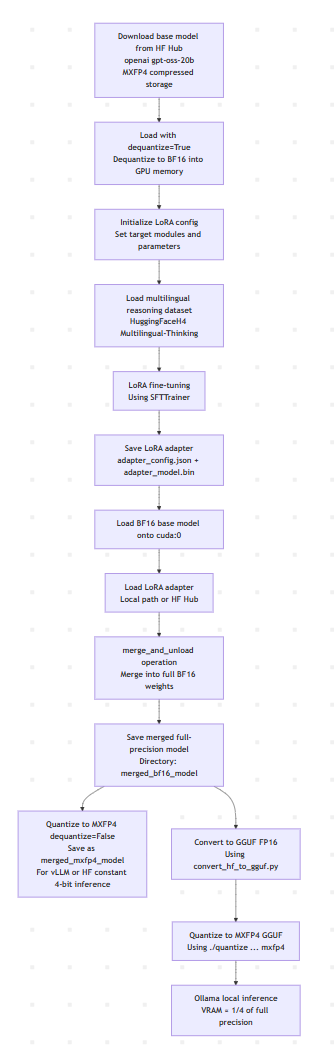 Download base model
from HF Hub
openai gpt-oss-20b
MXFP4 compressed
storage
Load with
dequantize=True
Dequantize to BF16 into
GPU memory
Initialize LoRA config
Set target modules and
parameters
Load multilingual
reasoning dataset
HuggingFaceH4
Multilingual-Thinking
LoRA fine-tuning
Using SFTTrainer
Save LoRA adapter
adapter_config.json +
adapter_model.bin
Load BF16 base model
onto cuda:0
Load LoRA adapter
Local path or HF Hub
merge_and_unload
operation
Merge into full BF16
weights
Save merged full-
precision model
Directory:
merged_bf16_model
Quantize to MXFP4
dequantize=False
Save as
merged_mxfp4_model
For vLLM or HF constant
4-bit inference
Convert to GGUF FP16
Using
convert_hf_to_gguf.py
Quantize to MXFP4 GGUF
Using ./quantize ... mxfp4
Ollama local inference
VRAM = 1/4 of full
precision